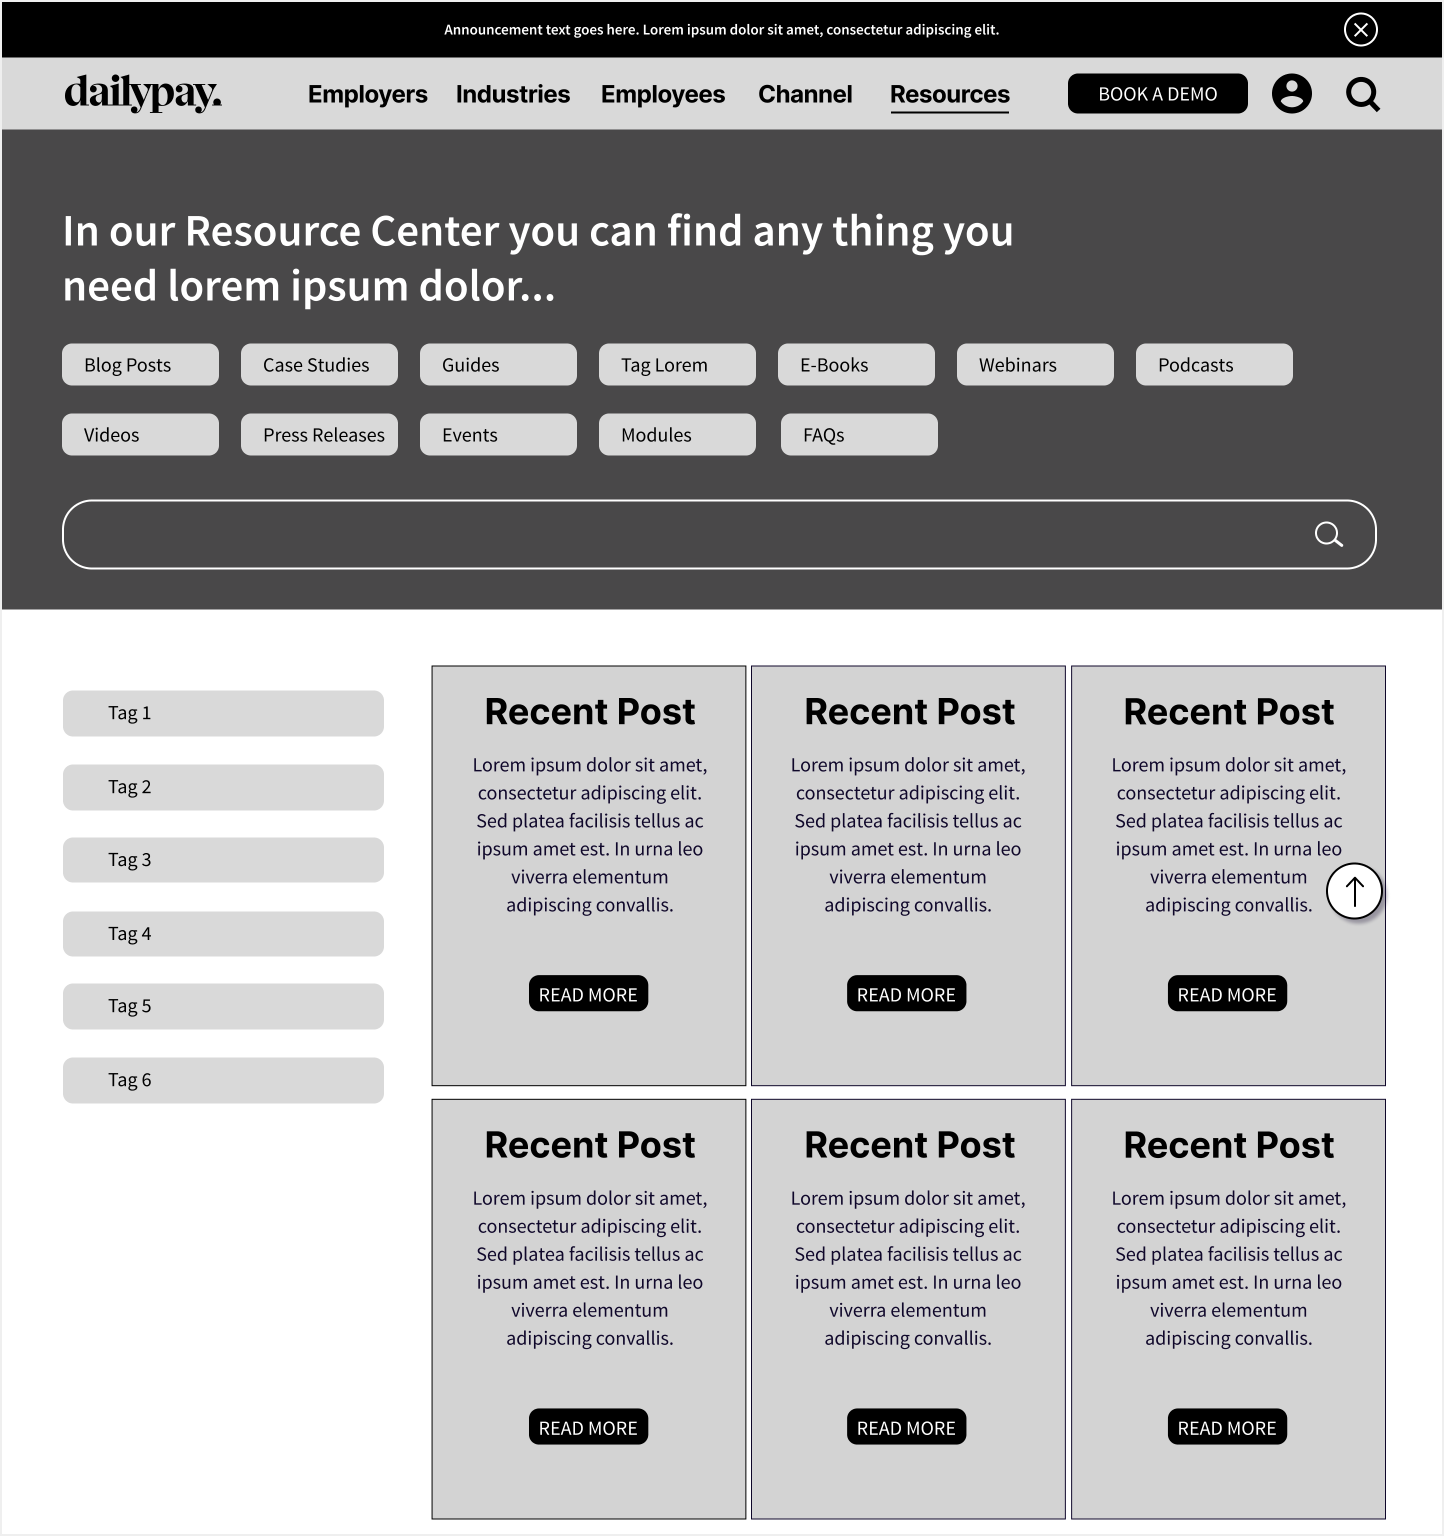 Announcement text goes here. Lorem ipsum dolor sit amet, consectetur adipiscing elit.
dailypay.
Employers
Industries
Employees
Channel
Resources
BOOK A DEMO
In our Resource Center you can find any thing you
need lorem ipsum dolor...
Blog Posts
Case Studies
Guides
Tag Lorem
E-Books
Webinars
Podcasts
Videos
Press Releases
Events
Modules
FAQs
Tag 1
Tag 2
Tag 3
Tag 4
Tag 5
Tag 6
Recent Post
Lorem ipsum dolor sit amet,
consectetur adipiscing elit.
Sed platea facilisis tellus ac
ipsum amet est. In urna leo
viverra elementum
adipiscing convallis.
READ MORE
Recent Post
Lorem ipsum dolor sit amet,
consectetur adipiscing elit.
Sed platea facilisis tellus ac
ipsum amet est. In urna leo
viverra elementum
adipiscing convallis.
READ MORE
Recent Post
Lorem ipsum dolor sit amet,
consectetur adipiscing elit.
Sed platea facilisis tellus ac
ipsum amet est. In urna leo
viverra elementum
adipiscing convallis.
READ MORE
Recent Post
Lorem ipsum dolor sit amet,
consectetur adipiscing elit.
Sed platea facilisis tellus ac
ipsum amet est. In urna leo
viverra elementum
adipiscing convallis.
READ MORE
Recent Post
Lorem ipsum dolor sit amet,
consectetur adipiscing elit.
Sed platea facilisis tellus ac
ipsum amet est. In urna leo
viverra elementum
adipiscing convallis.
READ MORE
Recent Post
Lorem ipsum dolor sit amet,
consectetur adipiscing elit.
Sed platea facilisis tellus ac
ipsum amet est. In urna leo
viverra elementum
adipiscing convallis.
READ MORE